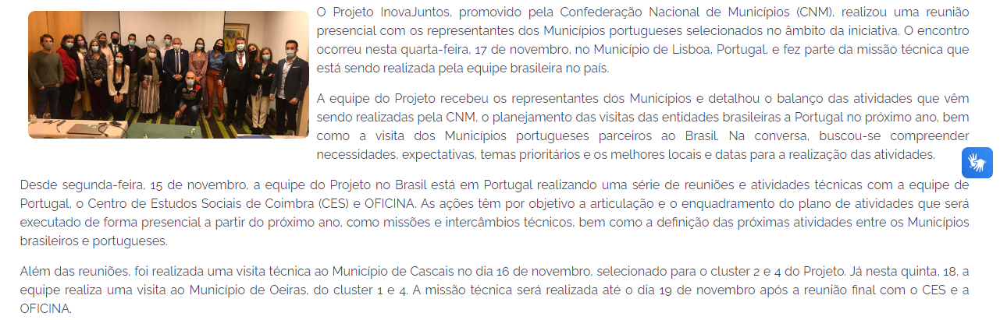 O Projeto InovaJuntos, promovido pela Confederação Nacional de Municípios (CNM), realizou uma reunião
presencial com os representantes dos Municípios portugueses selecionados no âmbito da iniciativa. O encontro
ocorreu nesta quarta-feira, 17 de novembro, no Município de Lisboa, Portugal, e fez parte da missão técnica que
está sendo realizada pela equipe brasileira no país.
A equipe do Projeto recebeu os representantes dos Municípios e detalhou o balanço das atividades que vêm
sendo realizadas pela CNM, o planejamento das visitas das entidades brasileiras a Portugal no próximo ano, bem
como a visita dos Municípios portugueses parceiros ao Brasil. Na conversa, buscou-se compreender
necessidades, expectativas, temas prioritários e os melhores locais e datas para a realização das atividades.
Desde segunda-feira, 15 de novembro, a equipe do Projeto no Brasil está em Portugal realizando uma série de reuniões e atividades técnicas com a equipe de
Portugal, o Centro de Estudos Sociais de Coimbra (CES) e OFICINA. As ações têm por objetivo a articulação e o enquadramento do plano de atividades que será
executado de forma presencial a partir do próximo ano, como missões e intercâmbios técnicos, bem como a definição das próximas atividades entre os Municípios
brasileiros e portugueses.
Além das reuniões, foi realizada uma visita técnica ao Município de Cascais no dia 16 de novembro, selecionado para o cluster 2 e 4 do Projeto. Já nesta quinta, 18, a
equipe realiza uma visita ao Município de Oeiras, do cluster 1 e 4. A missão técnica será realizada até o dia 19 de novembro após a reunião final com o CES e a
OFICINA.